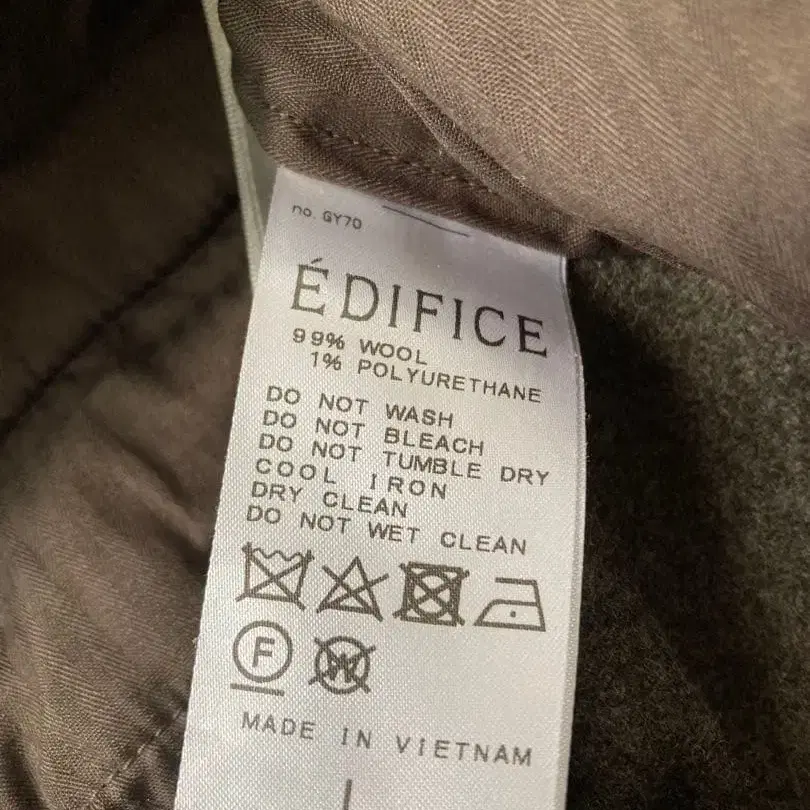 no. GY70
ÉDIFICE
99% WOOL
1% POLYURETHANE
DO NOT WASH
DO NOT BLEACH
DO NOT TUMBLE DRY
COOL IRON
DRY CLEAN
DO NOT WET CLEAN
F W
MADE IN VIETNAM